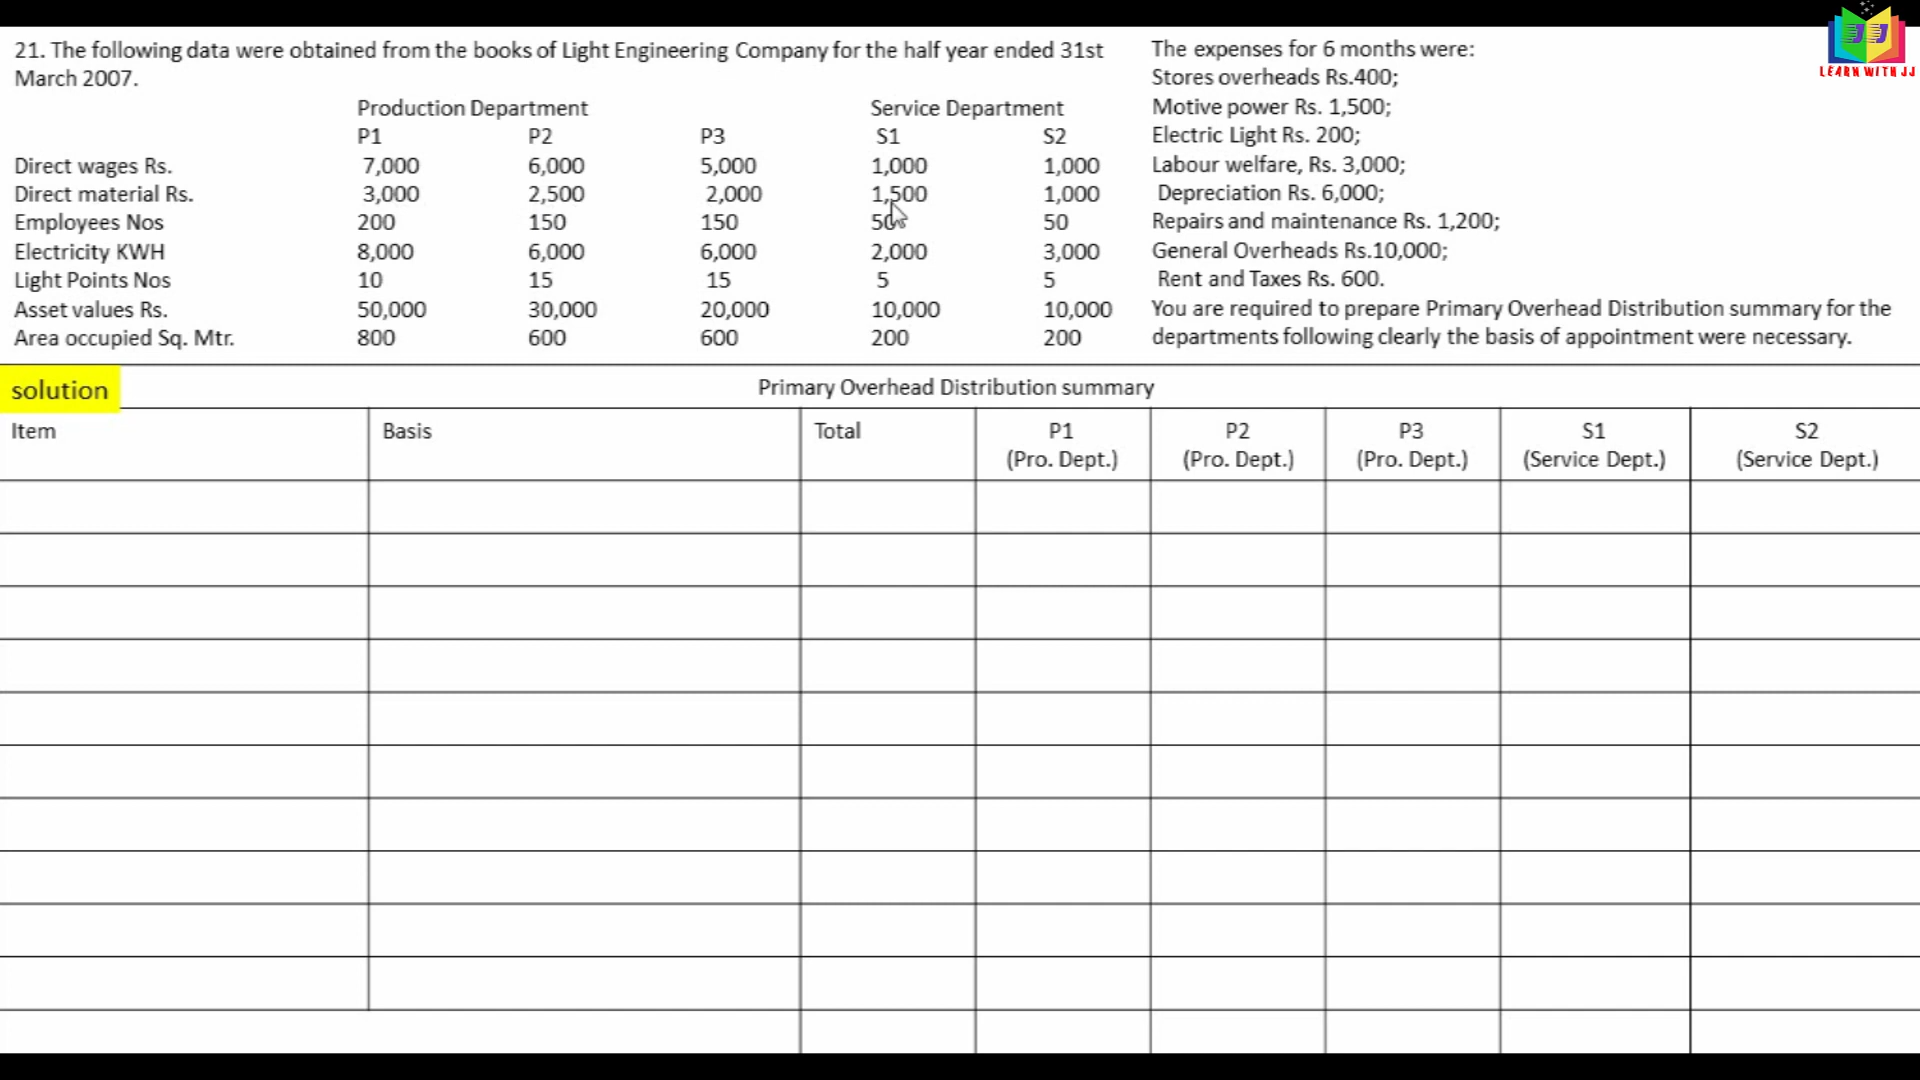 21. The following data were obtained from the books of Light Engineering Company for the half year ended 31st
March 2007.
Production Department Service Department
P1 P2 P3 S1 S2
Direct wages Rs. 7,000 6,000 5,000 1,000 1,000
Direct material Rs. 3,000 2,500 2,000 1,500 1,000
Employees Nos 200 150 150 50 50
Electricity KWH 8,000 6,000 6,000 2,000 3,000
Light Points Nos 10 15 15 5 5
Asset values Rs. 50,000 30,000 20,000 10,000 10,000
Area occupied Sq. Mtr. 800 600 600 200 200
The expenses for 6 months were:
Stores overheads Rs.400;
Motive power Rs. 1,500;
Electric Light Rs. 200;
Labour welfare, Rs. 3,000;
Depreciation Rs. 6,000;
Repairs and maintenance Rs. 1,200;
General Overheads Rs.10,000;
Rent and Taxes Rs. 600.
You are required to prepare Primary Overhead Distribution summary for the
departments following clearly the basis of appointment were necessary.
JJ
LEARN WITH JJ
solution
Primary Overhead Distribution summary
Item Basis Total P1 P2 P3 S1 S2
(Pro. Dept.) (Pro. Dept.) (Pro. Dept.) (Service Dept.) (Service Dept.)